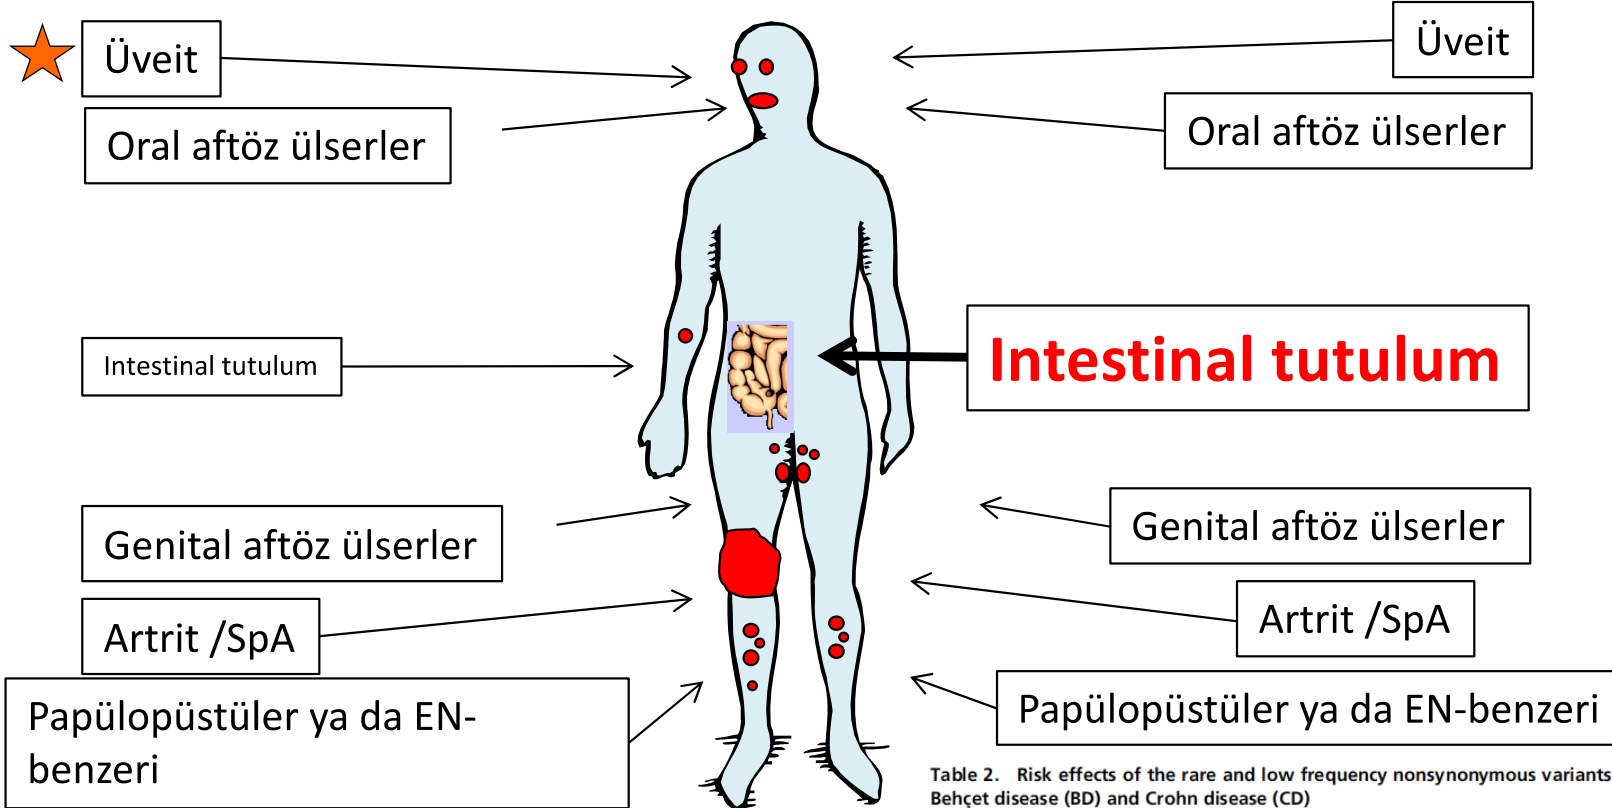 Üveit
Üveit
Oral aftöz ülserler
Oral aftöz ülserler
Intestinal tutulum
Intestinal tutulum
Genital aftöz ülserler
Genital aftöz ülserler
Artrit /SpA
Artrit /SpA
Papülopüstüler ya da EN-
benzeri
Papülopüstüler ya da EN-benzeri
Table 2. Risk effects of the rare and low frequency nonsynonymous variants
Behçet disease (BD) and Crohn disease (CD)